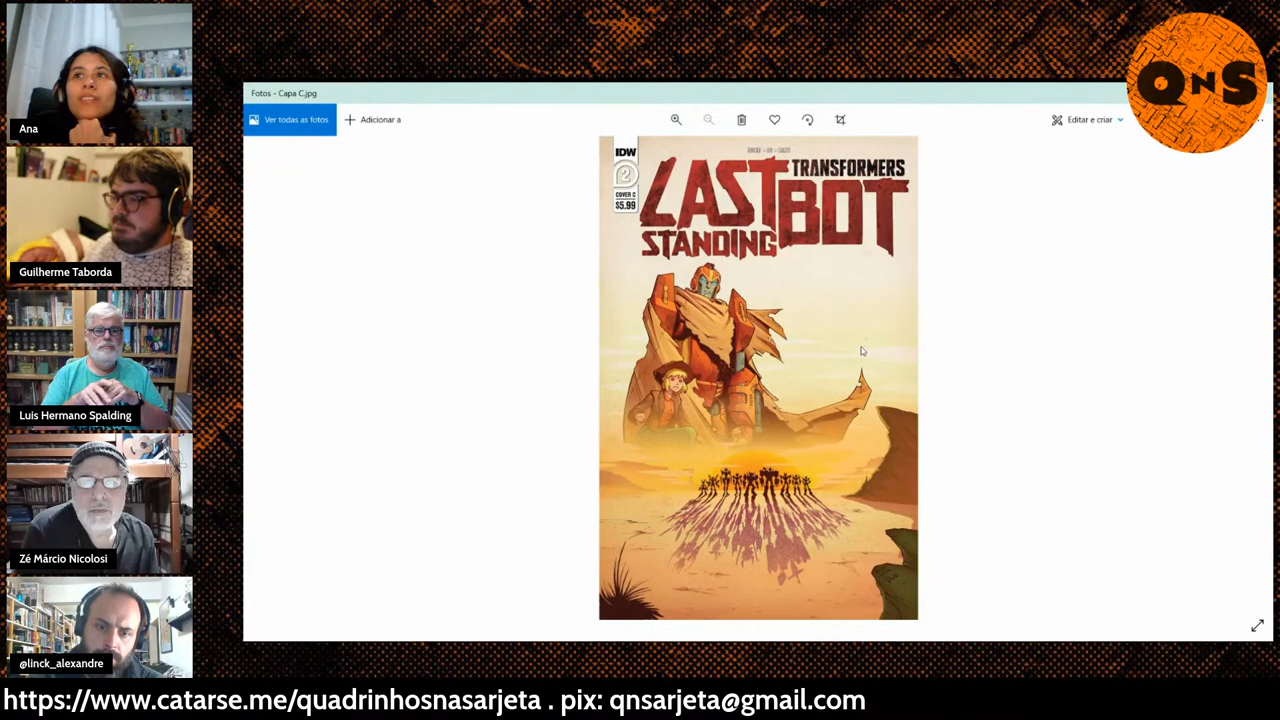 Ana
Guilherme Taborda
Luis Hermano Spalding
Zé Márcio Nicolosi
@linck_alexandre
Fotos - Capa C.jpg
Ver todas as fotos
Adicionar a
Editar e criar
QNS
IDW
2
COVER C
$5.99
TRANSFORMERS
LAST
BOT
STANDING
https://www.catarse.me/quadrinhosnasarjeta . pix: qnsarjeta@gmail.com